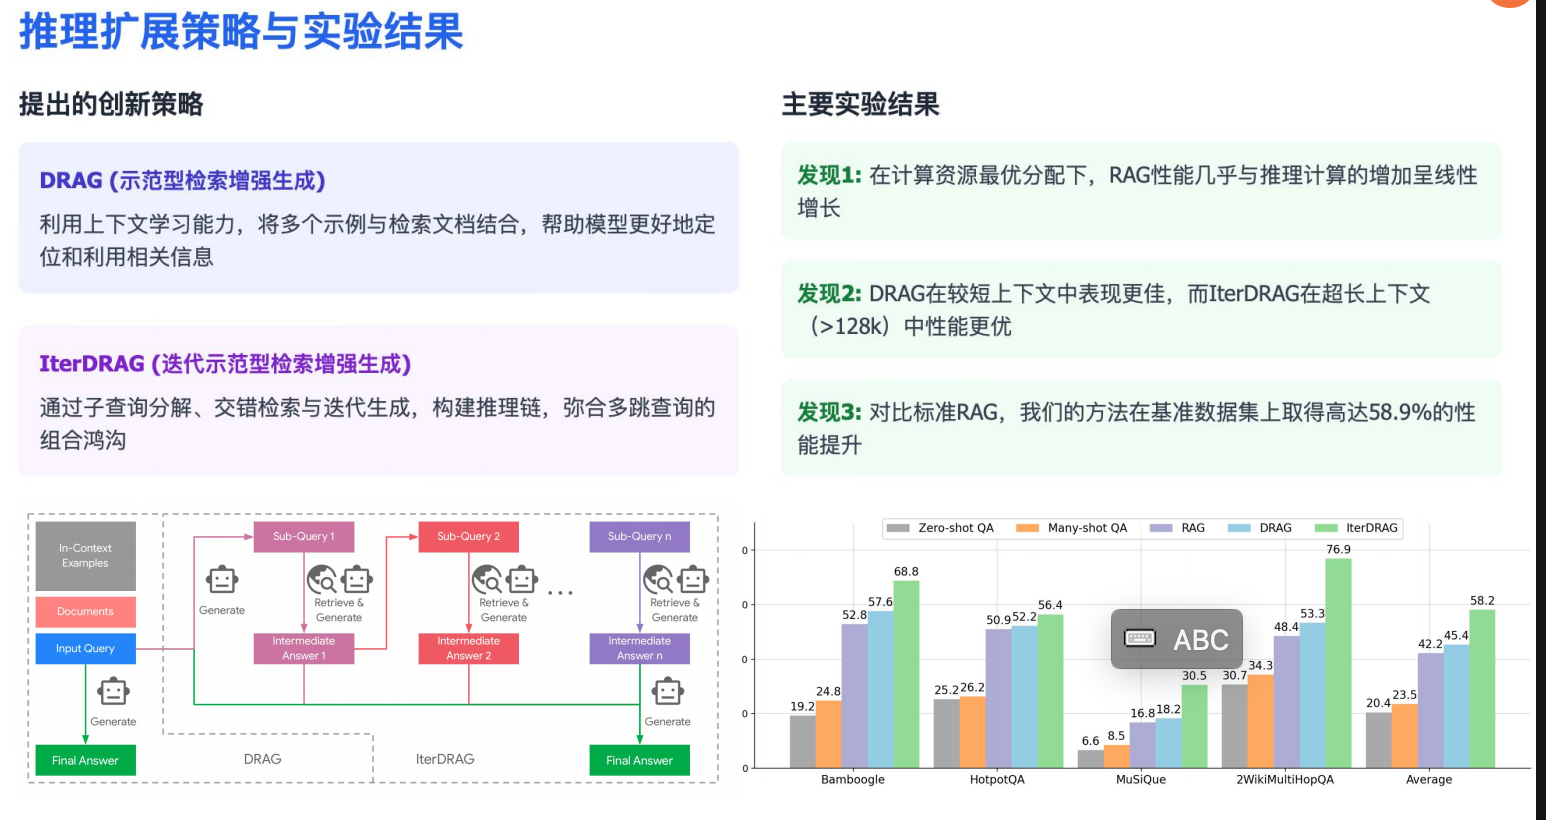 推理扩展策略与实验结果
提出的创新策略
DRAG (示范型检索增强生成)
利用上下文学习能力，将多个示例与检索文档结合，帮助模型更好地定
位和利用相关信息
IterDRAG (迭代示范型检索增强生成)
通过子查询分解、交错检索与迭代生成，构建推理链，弥合多跳查询的
组合鸿沟
主要实验结果
发现1: 在计算资源最优分配下，RAG性能几乎与推理计算的增加呈线性
增长
发现2: DRAG在较短上下文中表现更佳，而IterDRAG在超长上下文
（>128k）中性能更优
发现3: 对比标准RAG，我们的方法在基准数据集上取得高达58.9%的性
能提升
In-Context
Examples
Documents
Input Query
Generate
Final Answer
Generate
Sub-Query 1
Retrieve &
Generate
Intermediate
Answer 1
Sub-Query 2
Retrieve &
Generate
Intermediate
Answer 2
...
Sub-Query n
Retrieve &
Generate
Intermediate
Answer n
Generate
Final Answer
DRAG
IterDRAG
Zero-shot QA
Many-shot QA
RAG
DRAG
IterDRAG
0
0
0
0
0
19.2
24.8
52.8
57.6
68.8
25.2
26.2
50.9
52.2
56.4
6.6
8.5
16.8
18.2
30.5
30.7
34.3
48.4
53.3
76.9
20.4
23.5
42.2
45.4
58.2
Bamboogle
HotpotQA
MuSiQue
2WikiMultiHopQA
Average
ABC